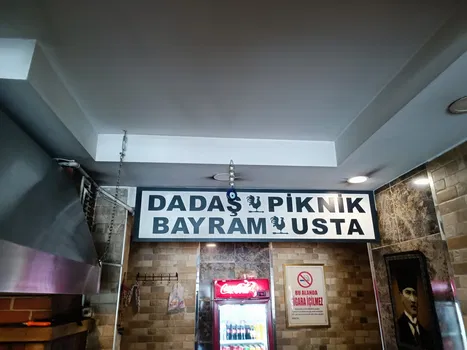 DADAŞ PİKNİK
BAYRAM USTA
Coca-Cola
BU ALANDA
SİGARA İÇİLMEZ